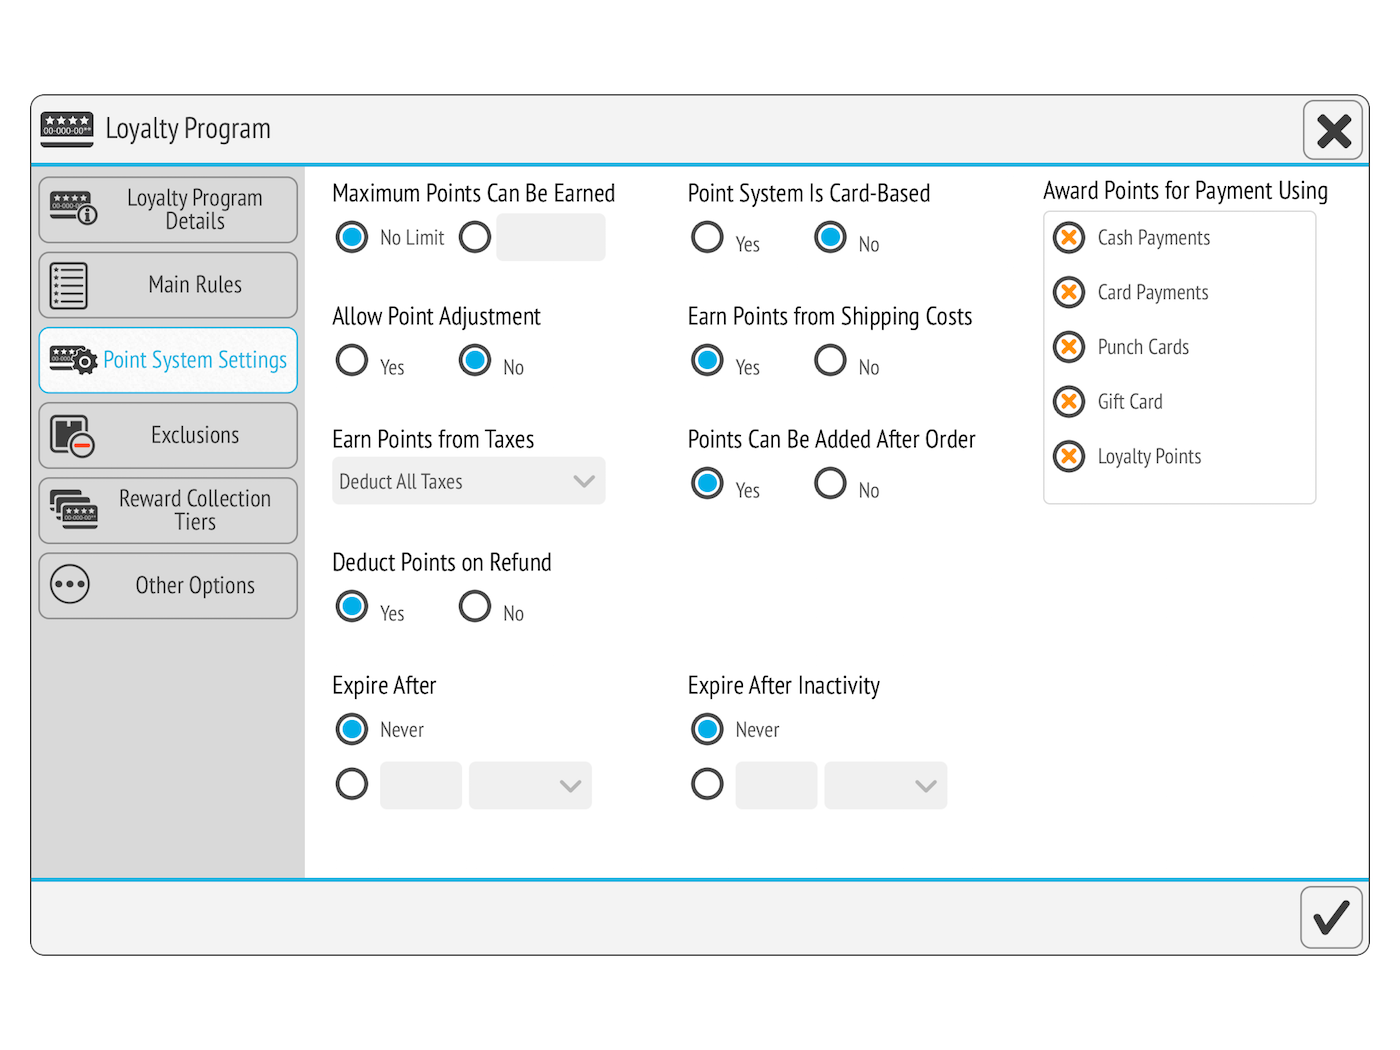 Loyalty Program
Loyalty Program
Details
Main Rules
Point System Settings
Exclusions
Reward Collection
Tiers
Other Options
Maximum Points Can Be Earned
No Limit
Allow Point Adjustment
Yes No
Earn Points from Taxes
Deduct All Taxes
Deduct Points on Refund
Yes No
Expire After
Never
Point System Is Card-Based
Yes No
Earn Points from Shipping Costs
Yes No
Points Can Be Added After Order
Yes No
Expire After Inactivity
Never
Award Points for Payment Using
Cash Payments
Card Payments
Punch Cards
Gift Card
Loyalty Points